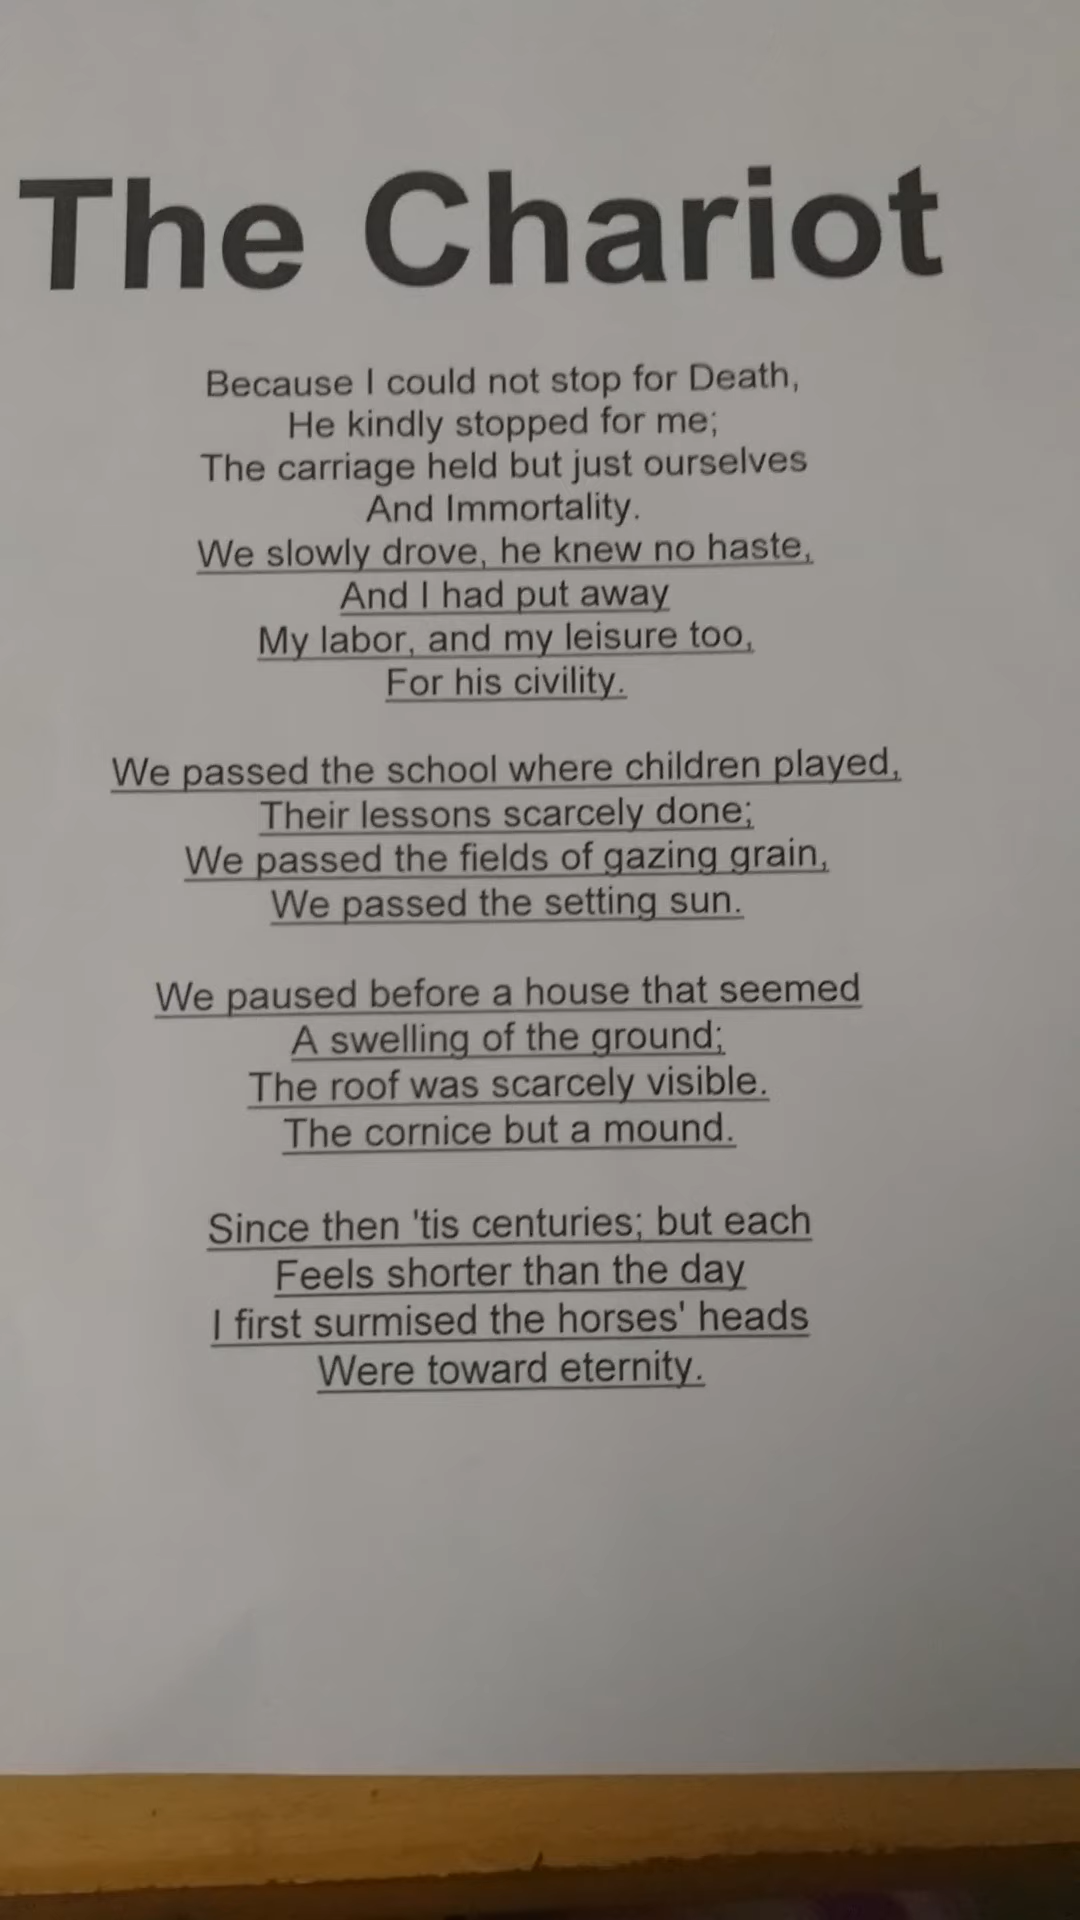 The Chariot
Because I could not stop for Death,
He kindly stopped for me;
The carriage held but just ourselves
And Immortality.
We slowly drove, he knew no haste,
And I had put away
My labor, and my leisure too,
For his civility.
We passed the school where children played,
Their lessons scarcely done;
We passed the fields of gazing grain,
We passed the setting sun.
We paused before a house that seemed
A swelling of the ground;
The roof was scarcely visible.
The cornice but a mound.
Since then 'tis centuries; but each
Feels shorter than the day
I first surmised the horses' heads
Were toward eternity.